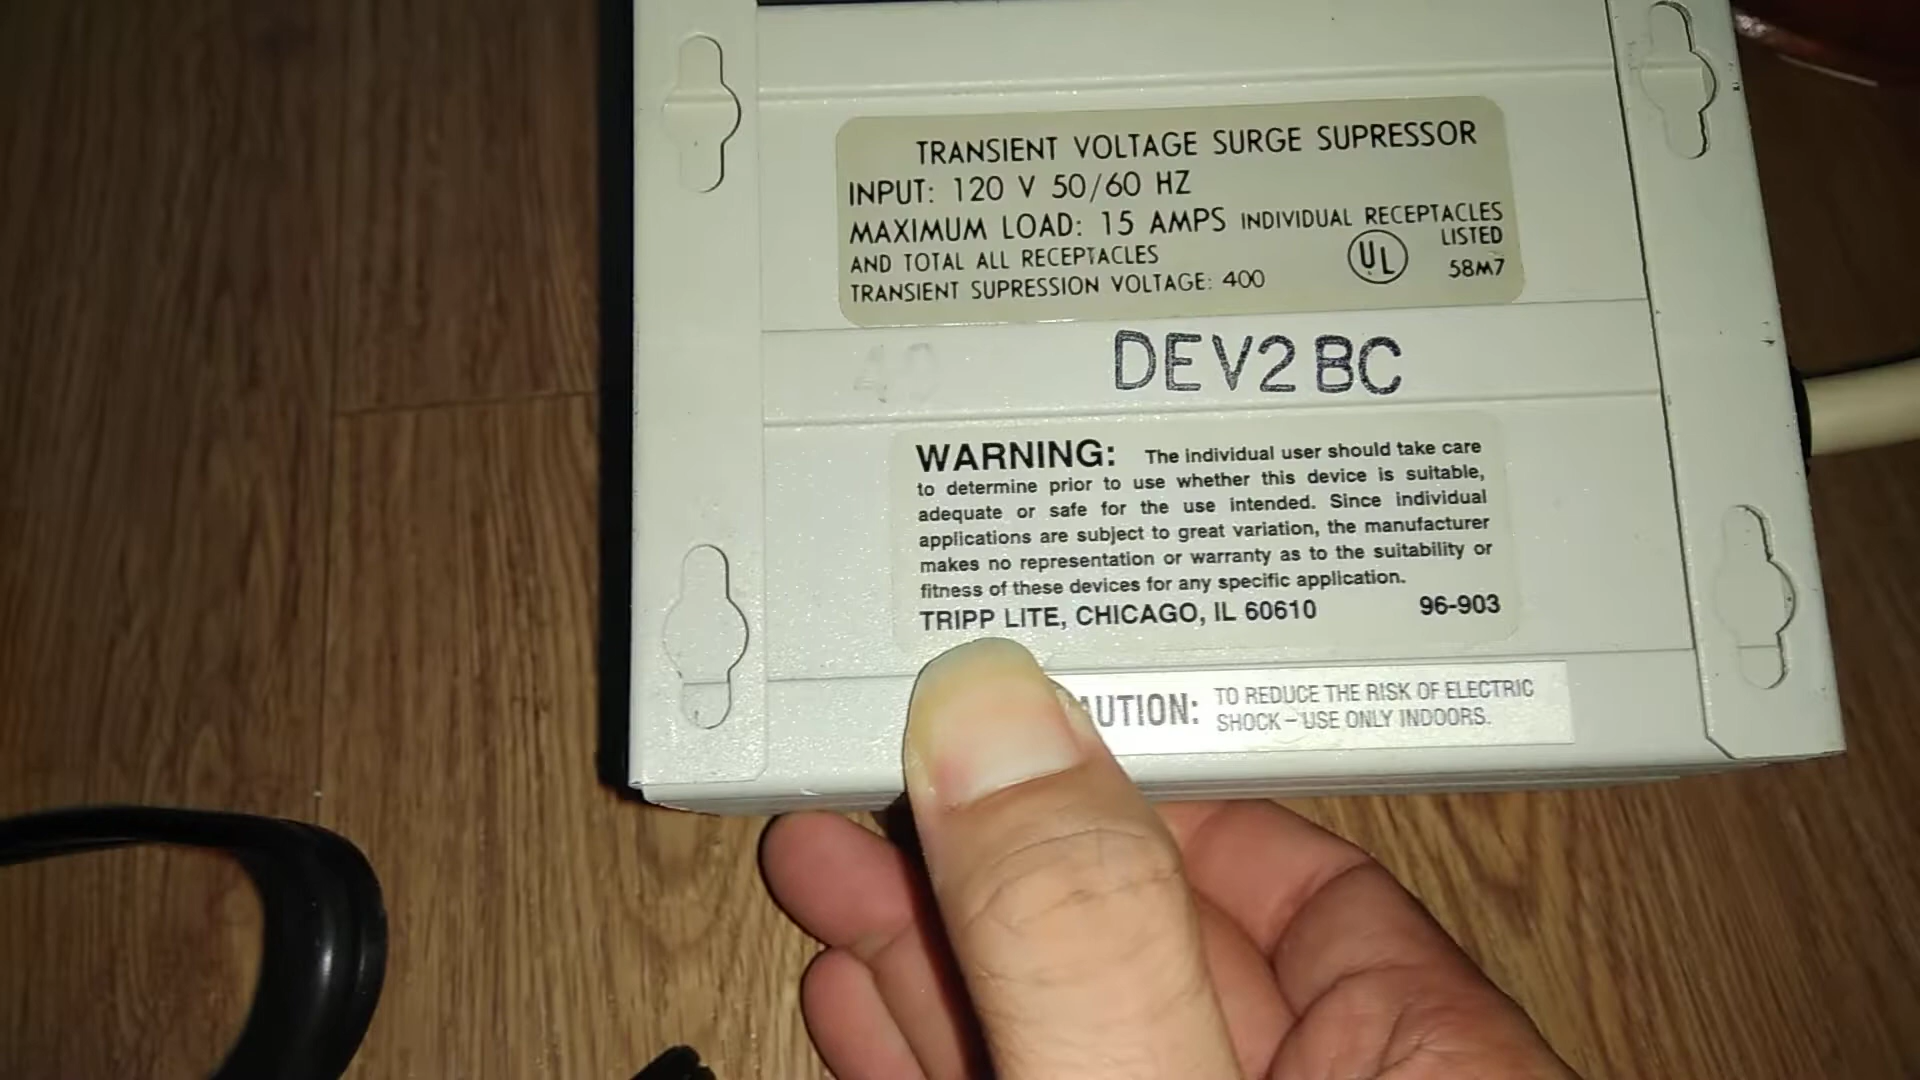 TRANSIENT VOLTAGE SURGE SUPRESSOR
INPUT: 120 V 50/60 HZ
MAXIMUM LOAD: 15 AMPS INDIVIDUAL RECEPTACLES
AND TOTAL ALL RECEPTACLES
TRANSIENT SUPRESSION VOLTAGE: 400
UL
LISTED
58M7
DEV2 BC
WARNING: The individual user should take care
to determine prior to use whether this device is suitable,
adequate or safe for the use intended. Since individual
applications are subject to great variation, the manufacturer
makes no representation or warranty as to the suitability or
fitness of these devices for any specific application.
TRIPP LITE, CHICAGO, IL 60610 96-903
AUTION: TO REDUCE THE RISK OF ELECTRIC
SHOCK – USE ONLY INDOORS.